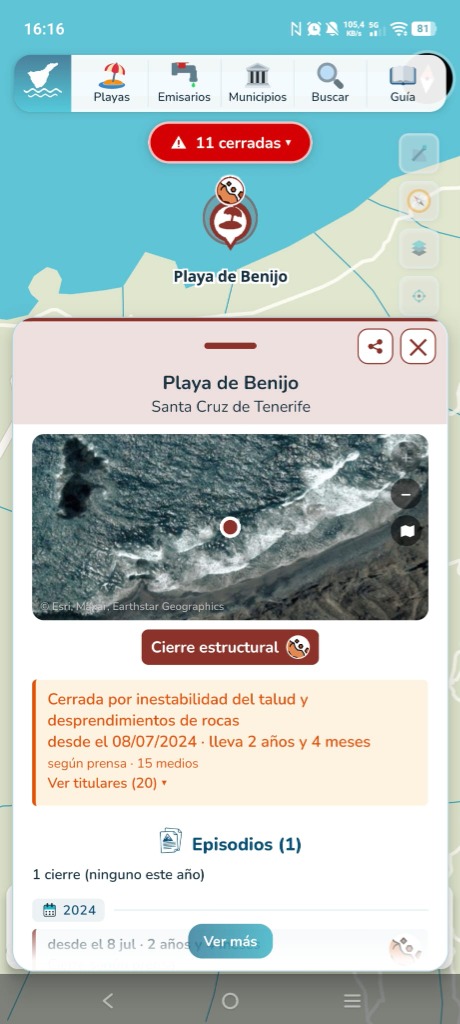 16:16
105,4 5G
KB/s
81
Playas
Emisarios
Municipios
Buscar
Guía
11 cerradas ▾
Playa de Benijo
Playa de Benijo
Santa Cruz de Tenerife
© Esri, Maxar, Earthstar Geographics
Cierre estructural
Cerrada por inestabilidad del talud y
desprendimientos de rocas
desde el 08/07/2024 · lleva 2 años y 4 meses
según prensa · 15 medios
Ver titulares (20) ▾
Episodios (1)
1 cierre (ninguno este año)
2024
desde el 8 jul · 2 años y
Ver más